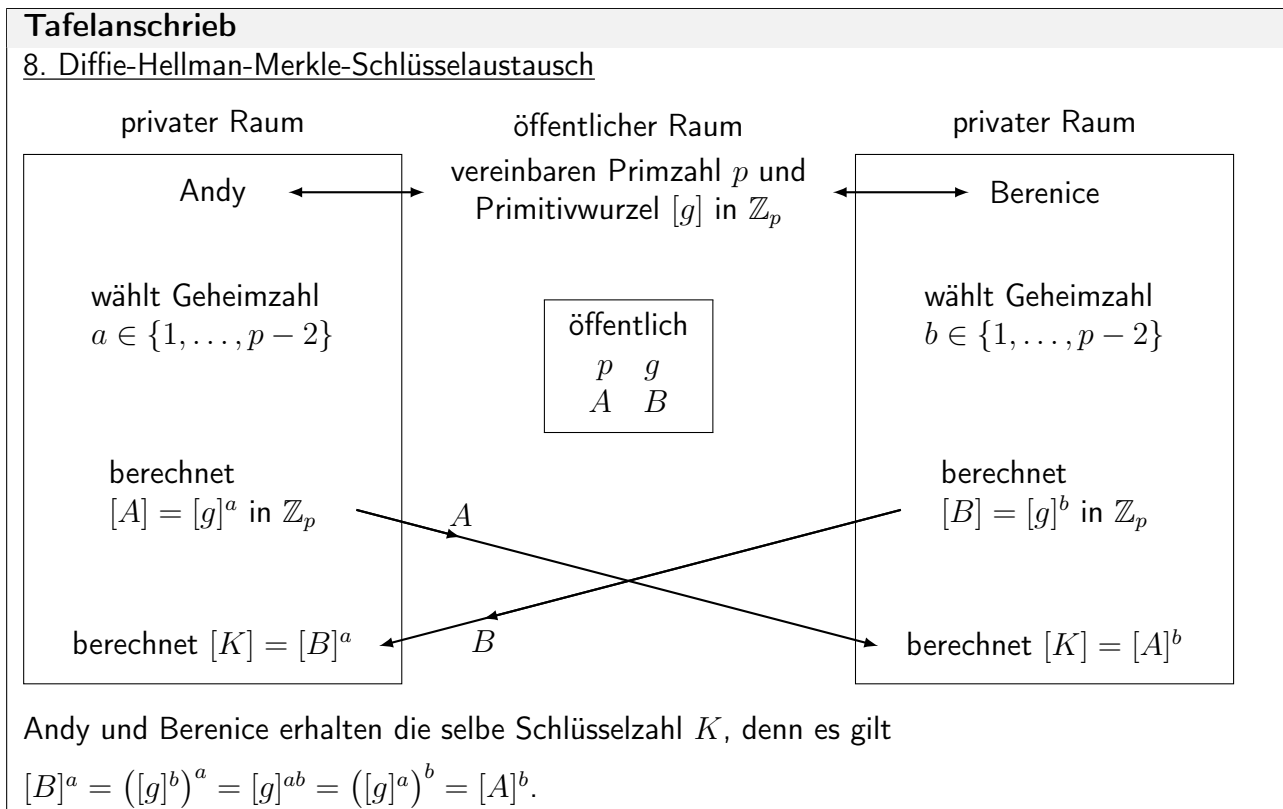 Tafelanschrieb
8. Diffie-Hellman-Merkle-Schlüsselaustausch
privater Raum
öffentlicher Raum
privater Raum
Andy
vereinbaren Primzahl p und
Primitivwurzel [g] in ℤ_p
Berenice
wählt Geheimzahl
a ∈ {1, . . . , p − 2}
öffentlich
p g
A B
wählt Geheimzahl
b ∈ {1, . . . , p − 2}
berechnet
[A] = [g]^a in ℤ_p
A
berechnet
[B] = [g]^b in ℤ_p
berechnet [K] = [B]^a
B
berechnet [K] = [A]^b
Andy und Berenice erhalten die selbe Schlüsselzahl K, denn es gilt
[B]^a = ([g]^b)^a = [g]^{ab} = ([g]^a)^b = [A]^b.